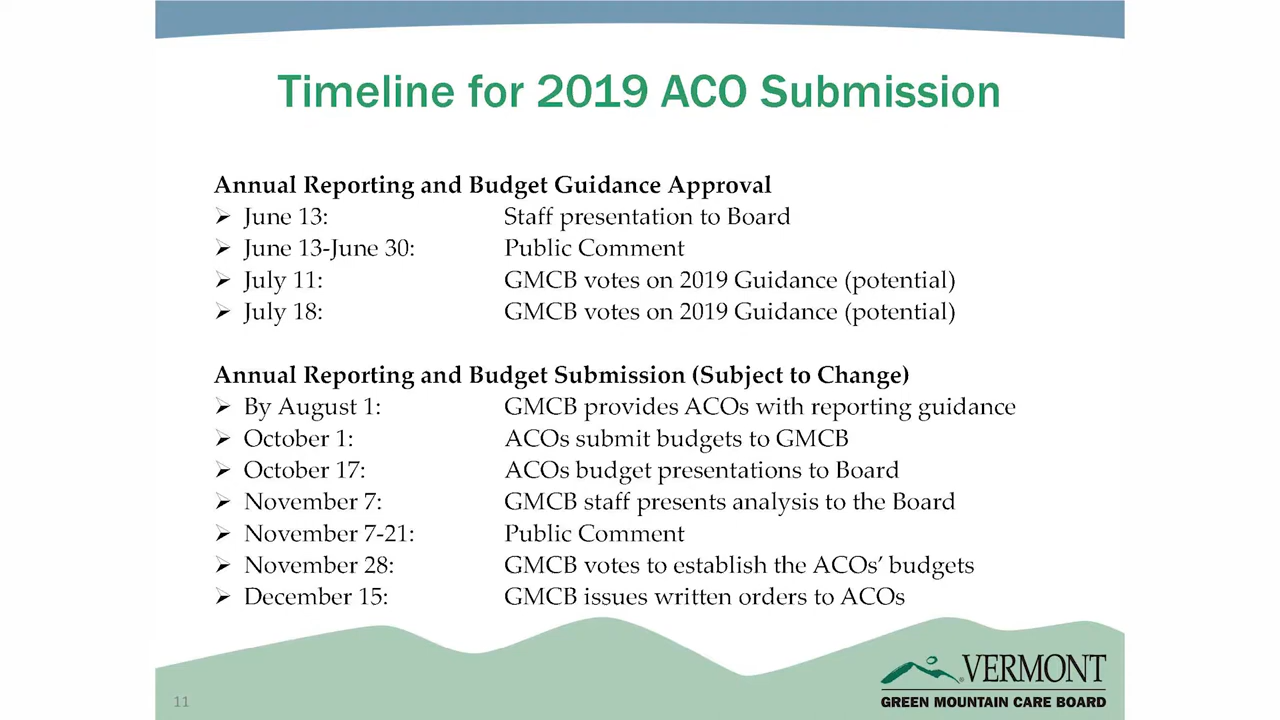 Timeline for 2019 ACO Submission
Annual Reporting and Budget Guidance Approval
➢ June 13: Staff presentation to Board
➢ June 13-June 30: Public Comment
➢ July 11: GMCB votes on 2019 Guidance (potential)
➢ July 18: GMCB votes on 2019 Guidance (potential)
Annual Reporting and Budget Submission (Subject to Change)
➢ By August 1: GMCB provides ACOs with reporting guidance
➢ October 1: ACOs submit budgets to GMCB
➢ October 17: ACOs budget presentations to Board
➢ November 7: GMCB staff presents analysis to the Board
➢ November 7-21: Public Comment
➢ November 28: GMCB votes to establish the ACOs’ budgets
➢ December 15: GMCB issues written orders to ACOs
VERMONT
GREEN MOUNTAIN CARE BOARD
11